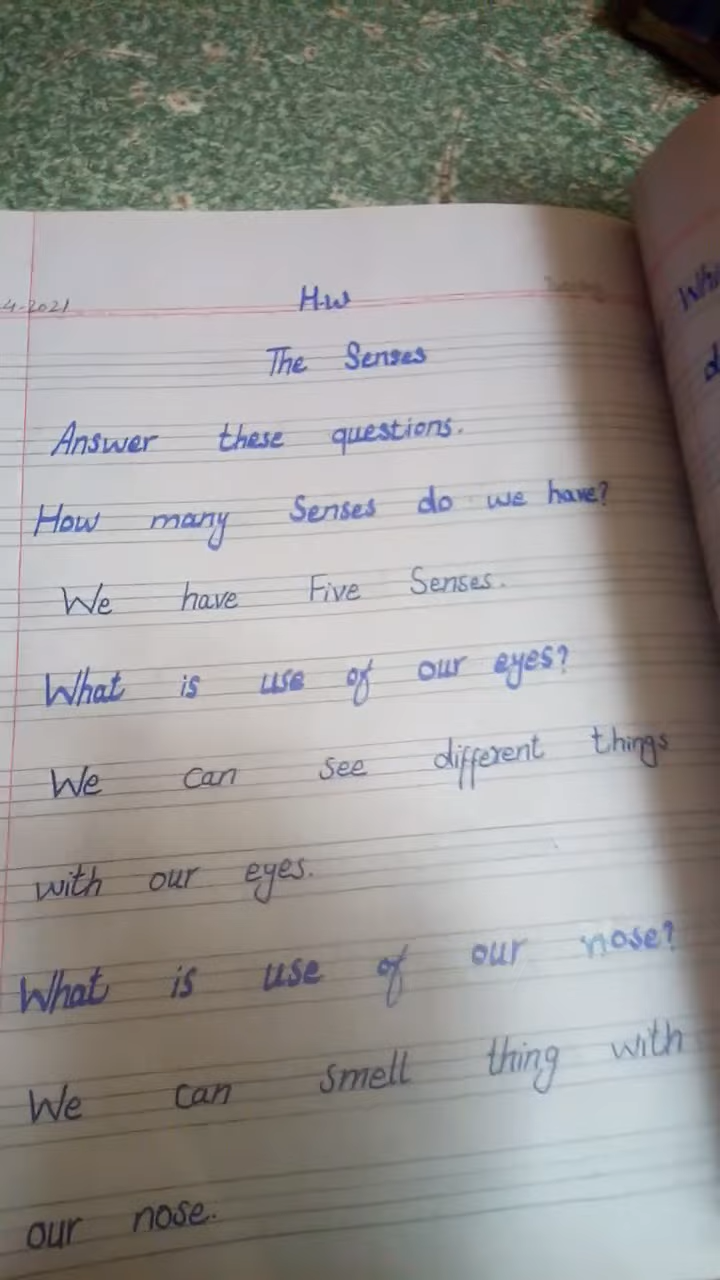 4-2021
H.W
The Senses
Answer these questions.
How many Senses do we have?
We have Five Senses.
What is use of our eyes?
We can see different things
with our eyes.
What is use of our nose?
We can smell thing with
our nose.